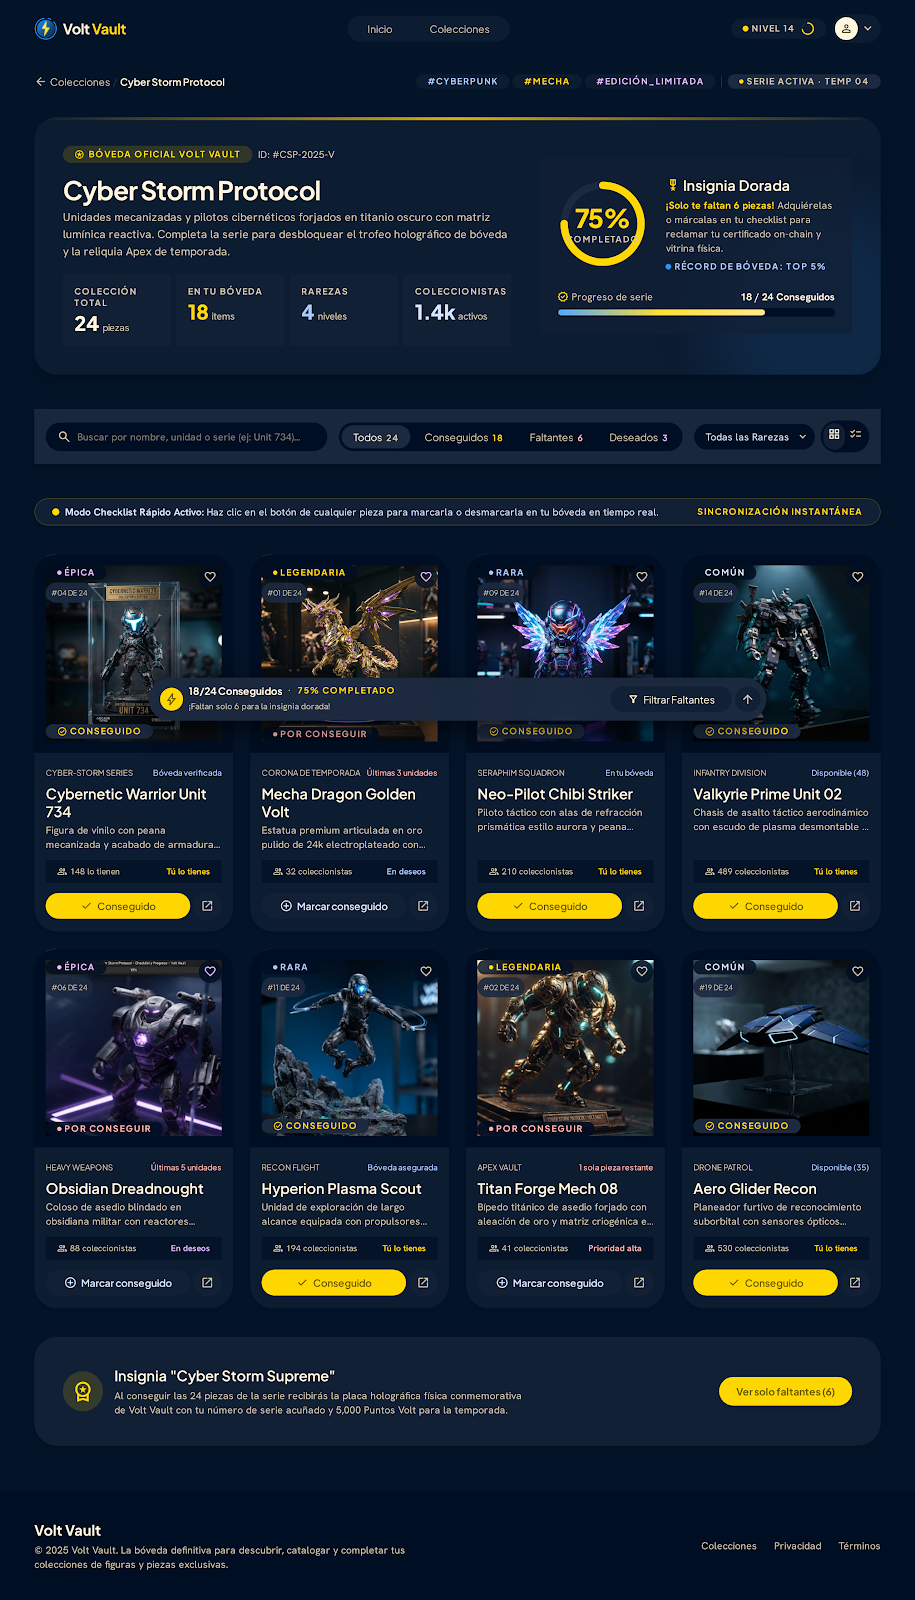 Volt Vault
Inicio
Colecciones
NIVEL 14
Colecciones / Cyber Storm Protocol
#CYBERPUNK
#MECHA
#EDICIÓN_LIMITADA
SERIE ACTIVA · TEMP 04
BÓVEDA OFICIAL VOLT VAULT
ID: #CSP-2025-V
Cyber Storm Protocol
Unidades mecanizadas y pilotos cibernéticos forjados en titanio oscuro con matriz
lumínica reactiva. Completa la serie para desbloquear el trofeo holográfico de bóveda
y la reliquia Apex de temporada.
COLECCIÓN
TOTAL
24 piezas
EN TU BÓVEDA
18 items
RAREZAS
4 niveles
COLECCIONISTAS
1.4k activos
75%
COMPLETADO
Insignia Dorada
¡Solo te faltan 6 piezas! Adquiérelas
o márcalas en tu checklist para
reclamar tu certificado on-chain y
vitrina física.
RÉCORD DE BÓVEDA: TOP 5%
Progreso de serie
18 / 24 Conseguidos
Buscar por nombre, unidad o serie (ej: Unit 734)...
Todos 24
Conseguidos 18
Faltantes 6
Deseados 3
Todas las Rarezas
Modo Checklist Rápido Activo: Haz clic en el botón de cualquier pieza para marcarla o desmarcarla en tu bóveda en tiempo real.
SINCRONIZACIÓN INSTANTÁNEA
ÉPICA
#04 DE 24
CYBERNETIC WARRIOR 734
UNIT 734
CONSEGUIDO
LEGENDARIA
#01 DE 24
POR CONSEGUIR
RARA
#09 DE 24
CONSEGUIDO
COMÚN
#14 DE 24
CONSEGUIDO
18/24 Conseguidos · 75% COMPLETADO
¡Faltan solo 6 para la insignia dorada!
Filtrar Faltantes
CYBER-STORM SERIES
Bóveda verificada
Cybernetic Warrior Unit
734
Figura de vinilo con peana
mecanizada y acabado de armadura...
148 lo tienen
Tú lo tienes
Conseguido
CORONA DE TEMPORADA
Últimas 3 unidades
Mecha Dragon Golden
Volt
Estatua premium articulada en oro
pulido de 24k electroplateado con...
32 coleccionistas
En deseos
Marcar conseguido
SERAPHIM SQUADRON
En tu bóveda
Neo-Pilot Chibi Striker
Piloto táctico con alas de refracción
prismática estilo aurora y peana...
210 coleccionistas
Tú lo tienes
Conseguido
INFANTRY DIVISION
Disponible (48)
Valkyrie Prime Unit 02
Chasis de asalto táctico aerodinámico
con escudo de plasma desmontable ...
489 coleccionistas
Tú lo tienes
Conseguido
ÉPICA
#06 DE 24
POR CONSEGUIR
RARA
#11 DE 24
CONSEGUIDO
LEGENDARIA
#02 DE 24
POR CONSEGUIR
COMÚN
#19 DE 24
CONSEGUIDO
HEAVY WEAPONS
Últimas 5 unidades
Obsidian Dreadnought
Coloso de asedio blindado en
obsidiana militar con reactores...
88 coleccionistas
En deseos
Marcar conseguido
RECON FLIGHT
Bóveda asegurada
Hyperion Plasma Scout
Unidad de exploración de largo
alcance equipada con propulsores...
194 coleccionistas
Tú lo tienes
Conseguido
APEX VAULT
1 sola pieza restante
Titan Forge Mech 08
Bípedo titánico de asedio forjado con
aleación de oro y matriz criogénica e...
41 coleccionistas
Prioridad alta
Marcar conseguido
DRONE PATROL
Disponible (35)
Aero Glider Recon
Planeador furtivo de reconocimiento
suborbital con sensores ópticos...
530 coleccionistas
Tú lo tienes
Conseguido
Insignia "Cyber Storm Supreme"
Al conseguir las 24 piezas de la serie recibirás la placa holográfica física conmemorativa
de Volt Vault con tu número de serie acuñado y 5,000 Puntos Volt para la temporada.
Ver solo faltantes (6)
Volt Vault
© 2025 Volt Vault. La bóveda definitiva para descubrir, catalogar y completar tus
colecciones de figuras y piezas exclusivas.
Colecciones
Privacidad
Términos